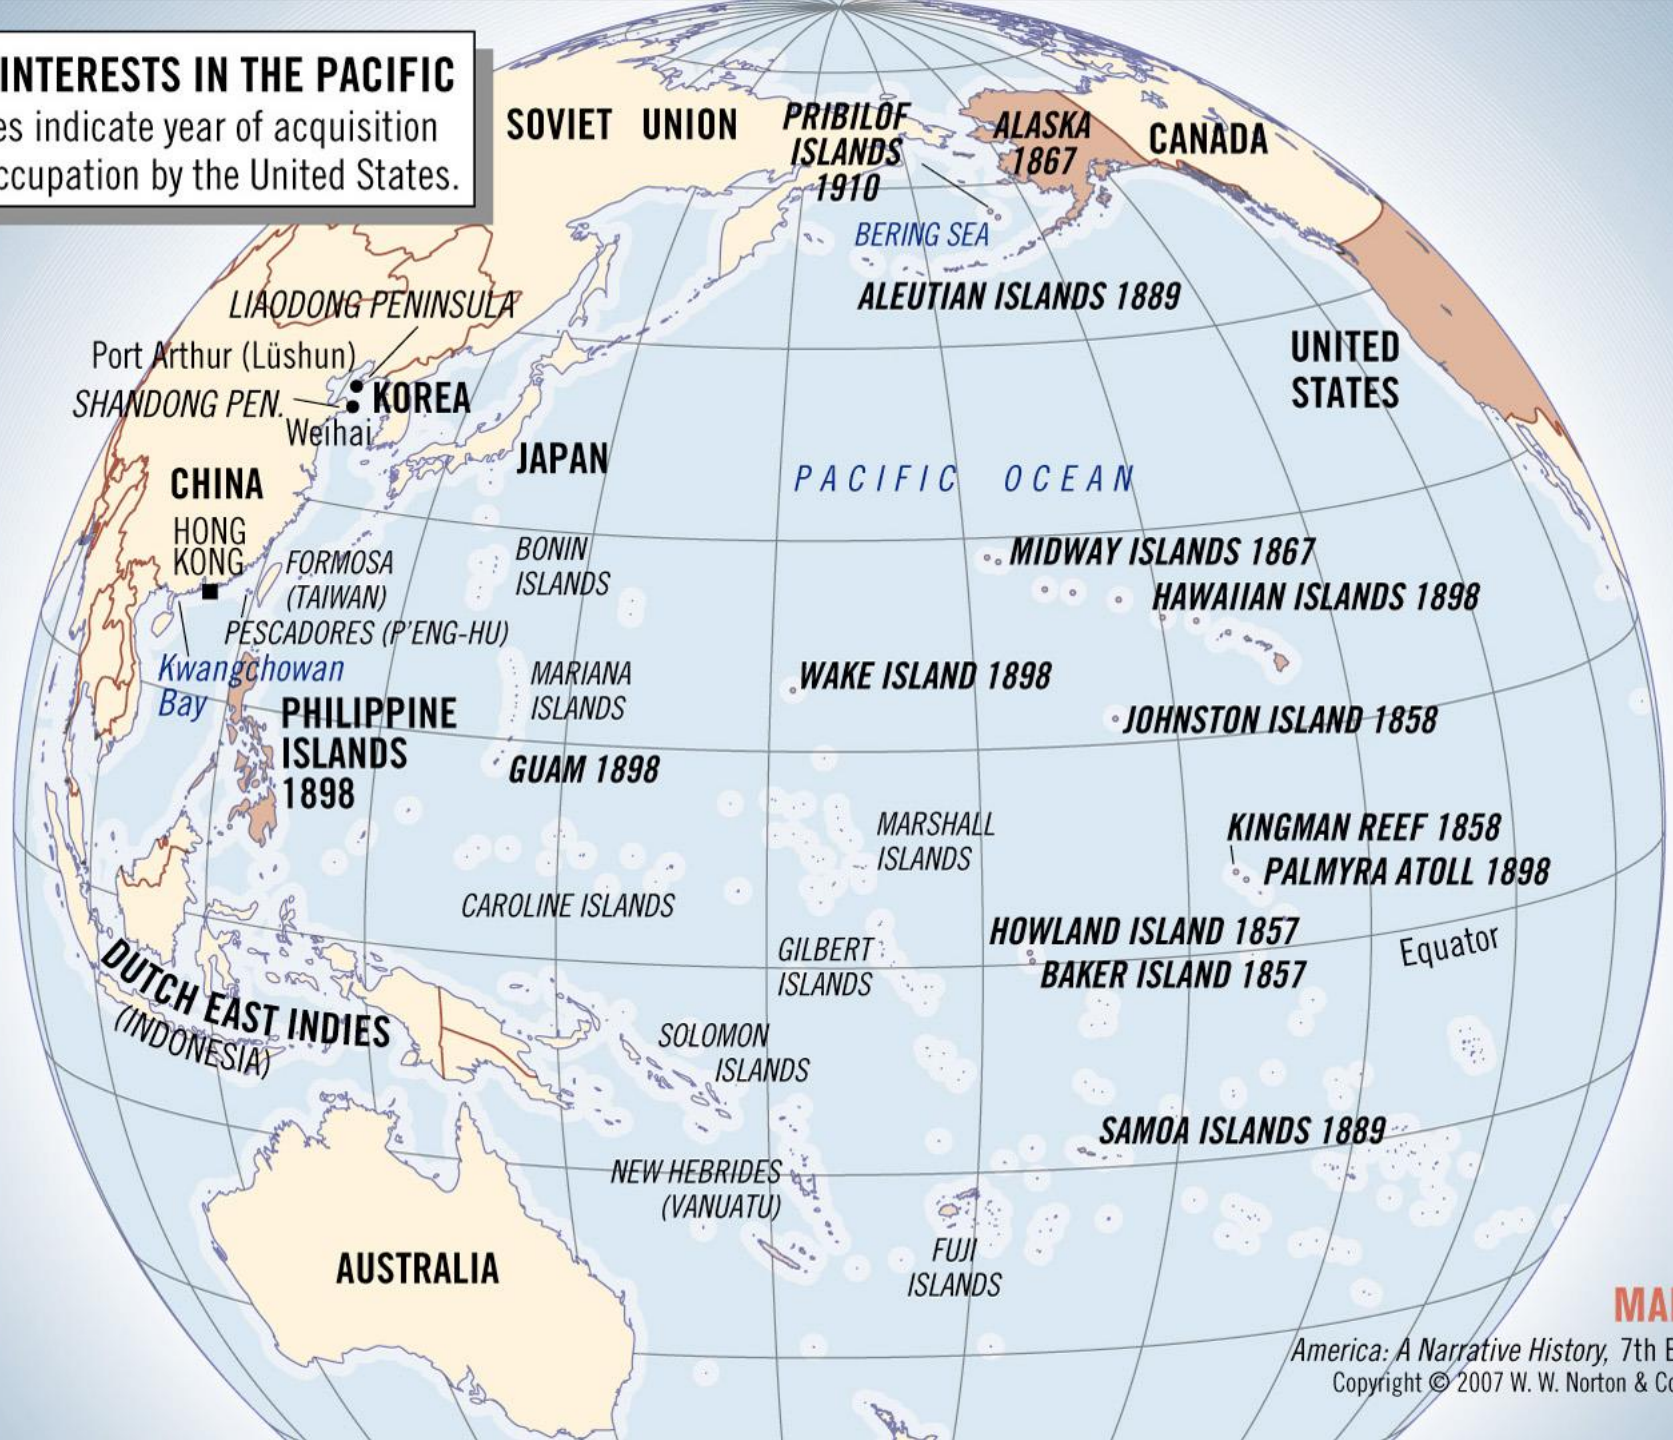 INTERESTS IN THE PACIFIC
es indicate year of acquisition
ccupation by the United States.
SOVIET UNION
PRIBILOF
ISLANDS
1910
ALASKA
1867
CANADA
BERING SEA
ALEUTIAN ISLANDS 1889
LIAODONG PENINSULA
Port Arthur (Lüshun)
SHANDONG PEN.
KOREA
Weihai
UNITED
STATES
JAPAN
CHINA
PACIFIC OCEAN
HONG
KONG
FORMOSA
(TAIWAN)
PESCADORES (P'ENG-HU)
BONIN
ISLANDS
MIDWAY ISLANDS 1867
HAWAIIAN ISLANDS 1898
Kwangchowan
Bay
MARIANA
ISLANDS
WAKE ISLAND 1898
JOHNSTON ISLAND 1858
PHILIPPINE
ISLANDS
1898
GUAM 1898
MARSHALL
ISLANDS
KINGMAN REEF 1858
PALMYRA ATOLL 1898
CAROLINE ISLANDS
HOWLAND ISLAND 1857
BAKER ISLAND 1857
GILBERT
ISLANDS
Equator
DUTCH EAST INDIES
(INDONESIA)
SOLOMON
ISLANDS
SAMOA ISLANDS 1889
NEW HEBRIDES
(VANUATU)
FUJI
ISLANDS
AUSTRALIA
MA
America: A Narrative History, 7th E
Copyright © 2007 W. W. Norton & Co